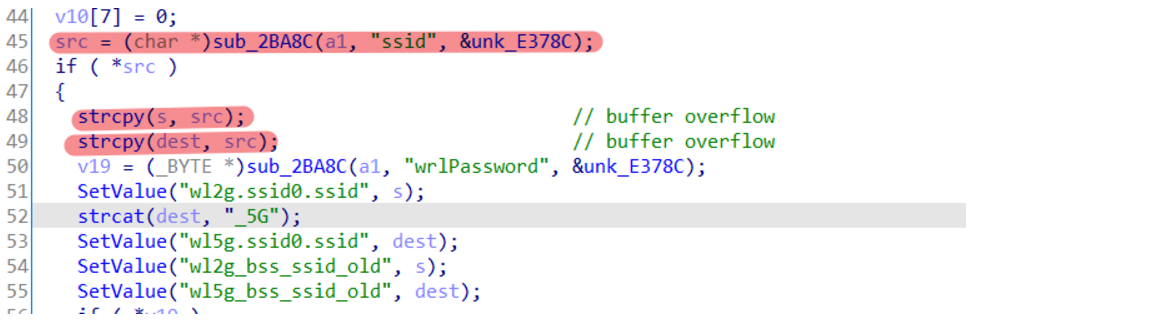 44 v10[7] = 0;
45 src = (char *)sub_2BA8C(a1, "ssid", &unk_E378C);
46 if ( *src )
47 {
48 strcpy(s, src); // buffer overflow
49 strcpy(dest, src); // buffer overflow
50 v19 = (_BYTE *)sub_2BA8C(a1, "wrlPassword", &unk_E378C);
51 SetValue("wl2g.ssid0.ssid", s);
52 strcat(dest, "_5G");
53 SetValue("wl5g.ssid0.ssid", dest);
54 SetValue("wl2g_bss_ssid_old", s);
55 SetValue("wl5g_bss_ssid_old", dest);